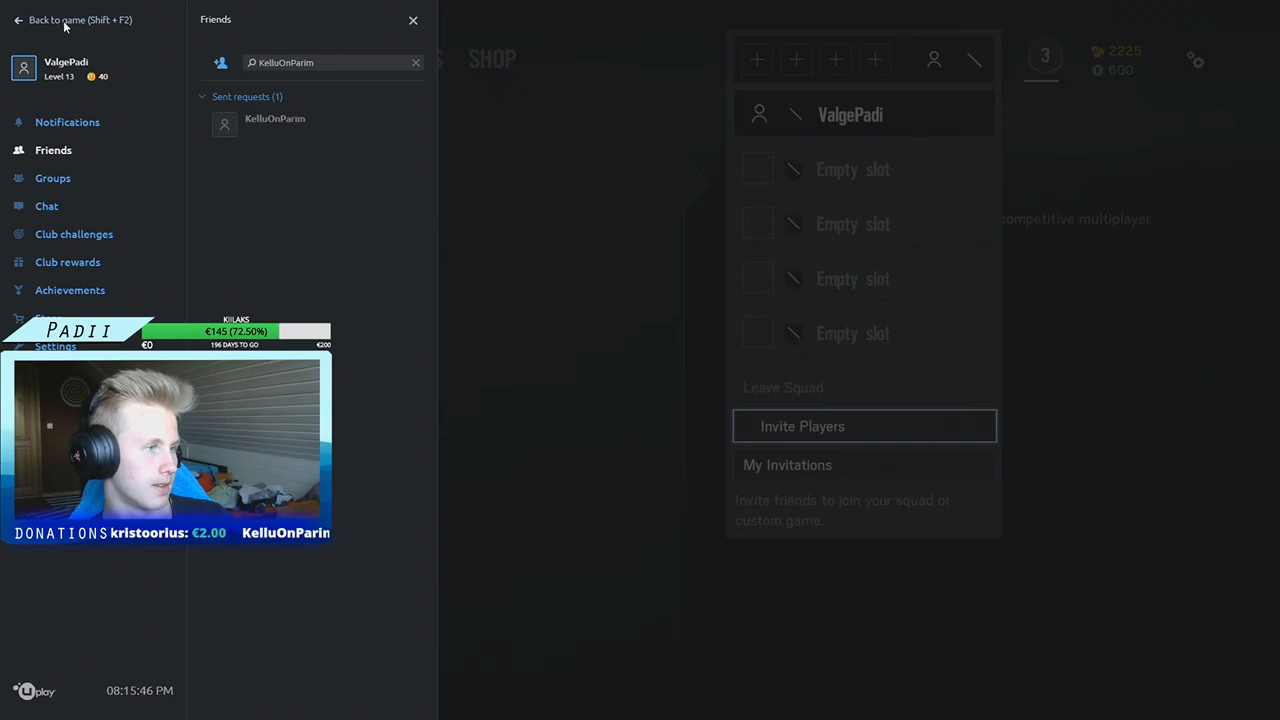 Back to game (Shift + F2)
ValgePadi
Level 13
40
Notifications
Friends
Groups
Chat
Club challenges
Club rewards
Achievements
Settings
Friends
KelluOnParim
Sent requests (1)
KelluOnParim
SHOP
3
2225
600
ValgePadi
Empty slot
Empty slot
Empty slot
Empty slot
competitive multiplayer
Leave Squad
Invite Players
My Invitations
Invite friends to join your squad or
custom game.
PADII
KIILAKS
€145 (72.50%)
€0
196 DAYS TO GO
€200
DONATIONS kristoorius: €2.00 KelluOnParin
uplay
08:15:46 PM